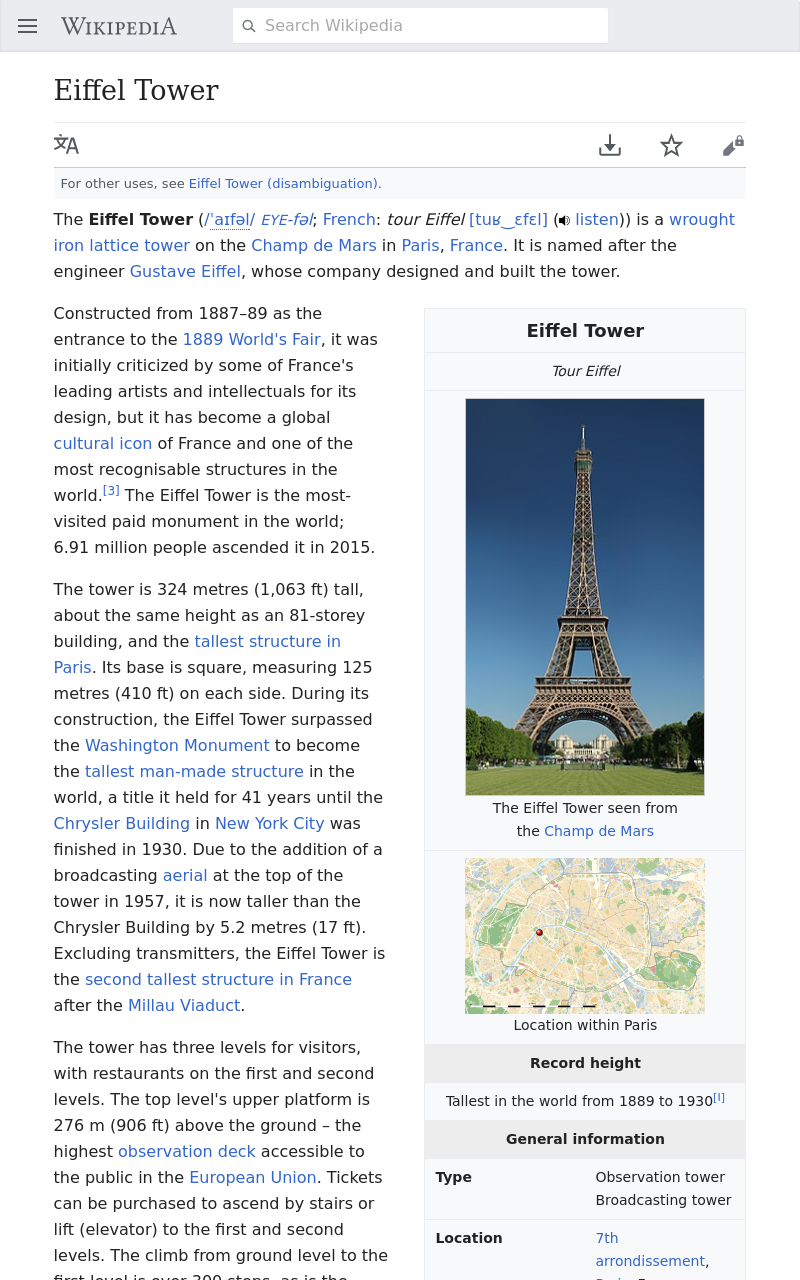 WIKIPEDIA
Search Wikipedia
Eiffel Tower
文A
For other uses, see Eiffel Tower (disambiguation).
The Eiffel Tower (/ˈaɪfəl/ EYE-fəl; French: tour Eiffel [tuʁ‿ɛfɛl] ( listen)) is a wrought
iron lattice tower on the Champ de Mars in Paris, France. It is named after the
engineer Gustave Eiffel, whose company designed and built the tower.
Constructed from 1887–89 as the
entrance to the 1889 World's Fair, it was
initially criticized by some of France's
leading artists and intellectuals for its
design, but it has become a global
cultural icon of France and one of the
most recognisable structures in the
world.[3] The Eiffel Tower is the most-
visited paid monument in the world;
6.91 million people ascended it in 2015.
The tower is 324 metres (1,063 ft) tall,
about the same height as an 81-storey
building, and the tallest structure in
Paris. Its base is square, measuring 125
metres (410 ft) on each side. During its
construction, the Eiffel Tower surpassed
the Washington Monument to become
the tallest man-made structure in the
world, a title it held for 41 years until the
Chrysler Building in New York City was
finished in 1930. Due to the addition of a
broadcasting aerial at the top of the
tower in 1957, it is now taller than the
Chrysler Building by 5.2 metres (17 ft).
Excluding transmitters, the Eiffel Tower is
the second tallest structure in France
after the Millau Viaduct.
The tower has three levels for visitors,
with restaurants on the first and second
levels. The top level's upper platform is
276 m (906 ft) above the ground – the
highest observation deck accessible to
the public in the European Union. Tickets
can be purchased to ascend by stairs or
lift (elevator) to the first and second
levels. The climb from ground level to the
first level is over 300 steps, as is the
Eiffel Tower
Tour Eiffel
The Eiffel Tower seen from
the Champ de Mars
Location within Paris
Record height
Tallest in the world from 1889 to 1930[I]
General information
Type Observation tower
Broadcasting tower
Location 7th
arrondissement,